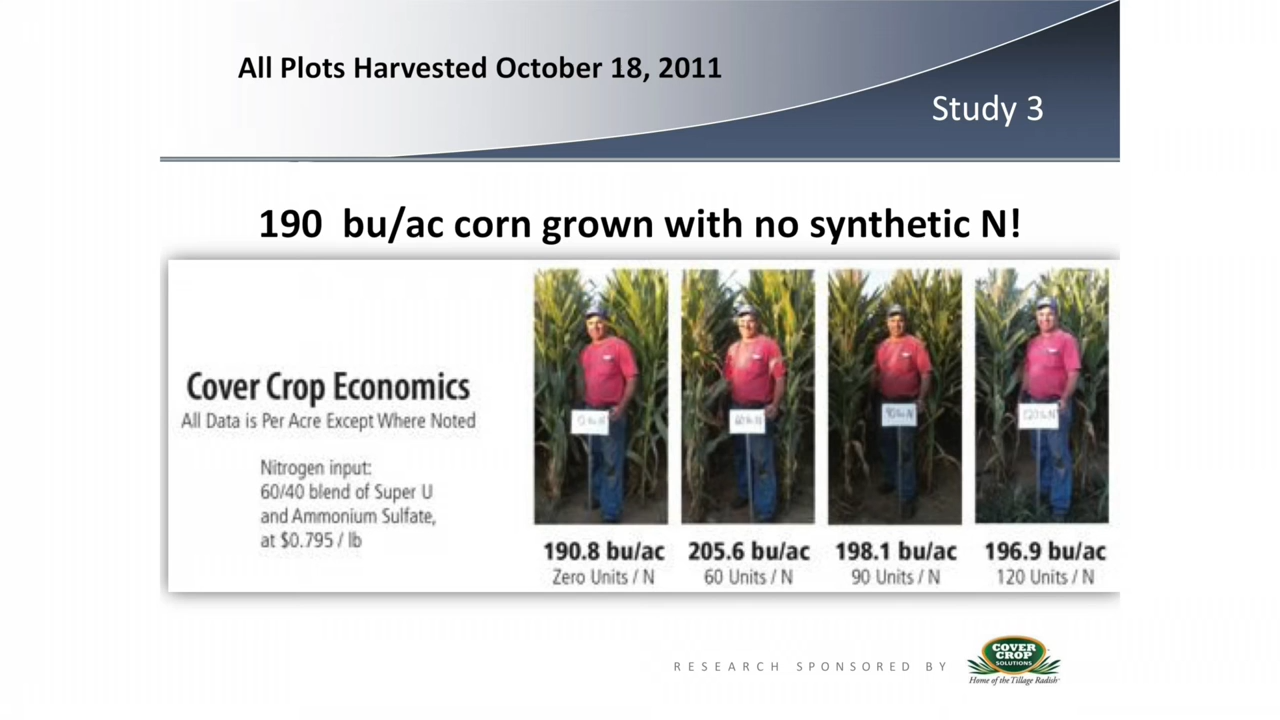 All Plots Harvested October 18, 2011
Study 3
190 bu/ac corn grown with no synthetic N!
Cover Crop Economics
All Data is Per Acre Except Where Noted
Nitrogen input:
60/40 blend of Super U
and Ammonium Sulfate,
at $0.795 / lb
190.8 bu/ac
Zero Units / N
205.6 bu/ac
60 Units / N
198.1 bu/ac
90 Units / N
196.9 bu/ac
120 Units / N
RESEARCH SPONSORED BY
COVER
CROP
SOLUTIONS
Home of the Tillage Radish